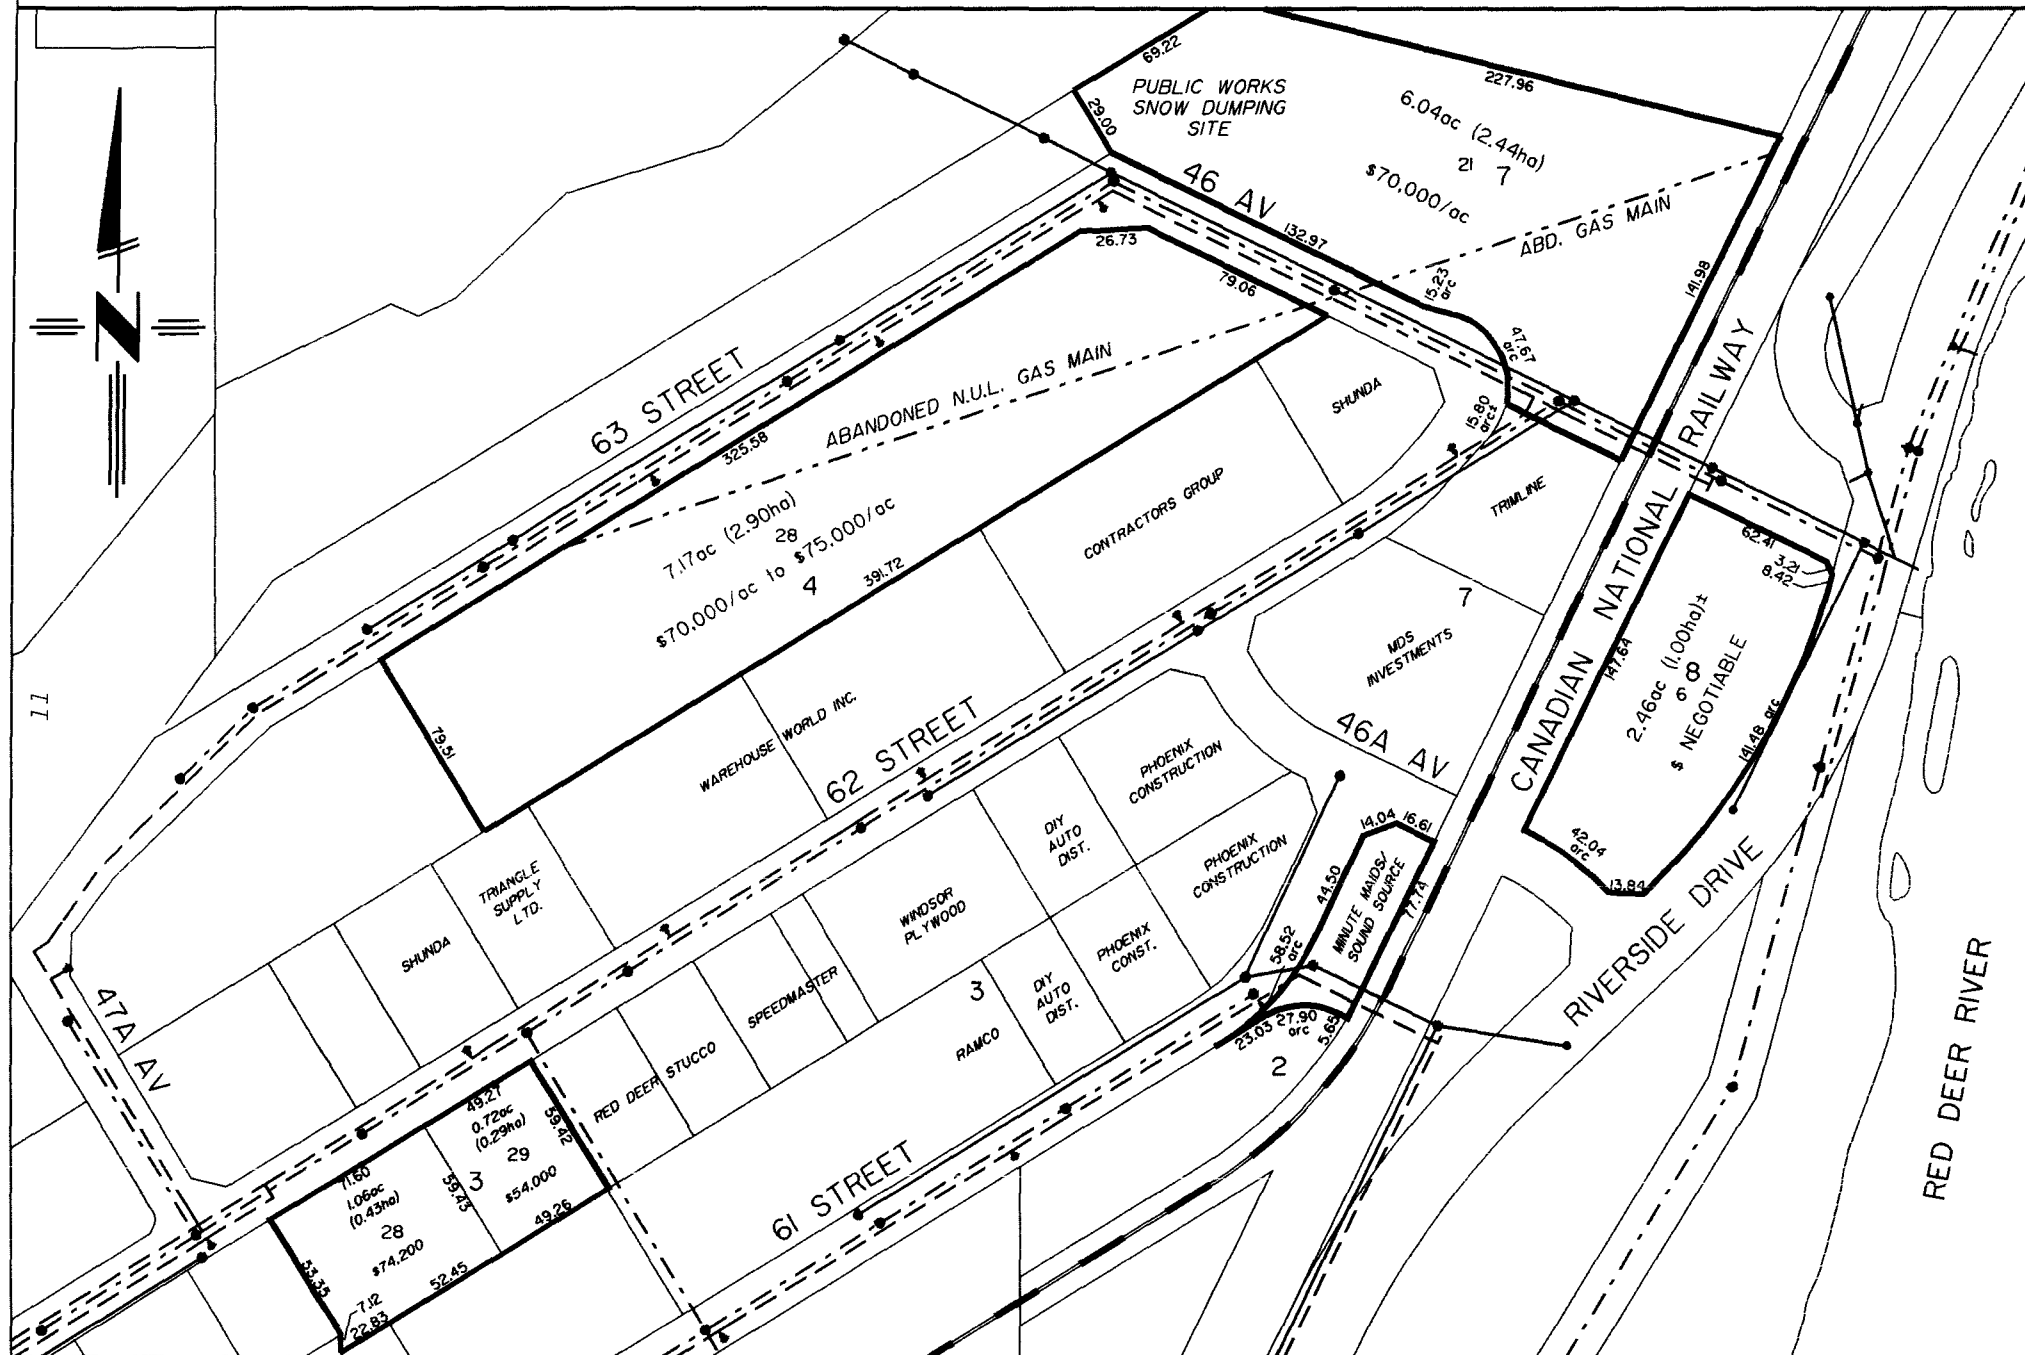 69.22
227.96
PUBLIC WORKS
SNOW DUMPING
SITE
29.00
6.04ac (2.44ha)
21 7
$70,000/ac
46 AV
132.97
ABD. GAS MAIN
26.73
79.06
15.23
arc
141.98
47.67
arc
N
63 STREET
325.58
ABANDONED N.U.L. GAS MAIN
SHUNDA
15.80
arc±
CANADIAN NATIONAL RAILWAY
7.17ac (2.90ha)
28
$70,000/ac to $75,000/ac
4
391.72
CONTRACTORS GROUP
TRIMLINE
62.41
3.21
8.42
7
MDS
INVESTMENTS
147.64
2.46ac (1.00ha)±
8
6
$ NEGOTIABLE
141.48 arc
11
79.51
WAREHOUSE WORLD INC.
62 STREET
46A AV
PHOENIX
CONSTRUCTION
DIY
AUTO
DIST.
PHOENIX
CONSTRUCTION
14.04
16.61
42.04
arc
13.84
44.50
MINUTE MAIDS/
SOUND SOURCE
77.74
58.52
arc
RIVERSIDE DRIVE
TRIANGLE
SUPPLY
LTD.
SHUNDA
WINDSOR
PLYWOOD
PHOENIX
CONST.
SPEEDMASTER
3
DIY
AUTO
DIST.
RAMCO
23.03
27.90
arc
5.65
2
47A AV
RED DEER STUCCO
RED DEER RIVER
49.27
0.72ac
(0.29ha)
29
$54,000
59.42
49.26
59.43
3
71.60
1.06ac
(0.43ha)
28
$74,200
53.35
52.45
7.12
22.83
61 STREET